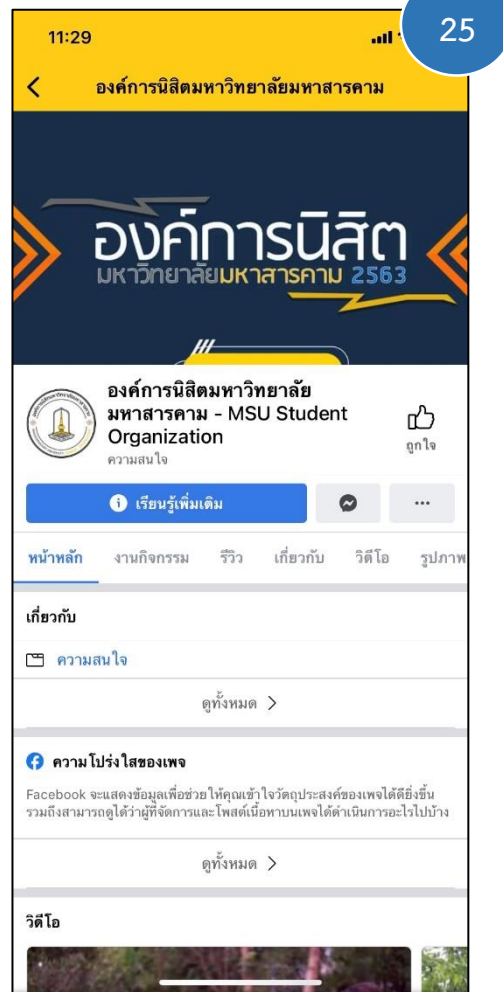 25
11:29
องค์การนิสิตมหาวิทยาลัยมหาสารคาม
องค์การนิสิต
มหาวิทยาลัยมหาสารคาม 2563
องค์การนิสิตมหาวิทยาลัย
มหาสารคาม - MSU Student
Organization
ความสนใจ
ถูกใจ
เรียนรู้เพิ่มเติม
หน้าหลัก งานกิจกรรม รีวิว เกี่ยวกับ วิดีโอ รูปภาพ
เกี่ยวกับ
ความสนใจ
ดูทั้งหมด >
ความโปร่งใสของเพจ
Facebook จะแสดงข้อมูลเพื่อช่วยให้คุณเข้าใจวัตถุประสงค์ของเพจได้ดียิ่งขึ้น
รวมถึงสามารถดูได้ว่าผู้ที่จัดการและโพสต์เนื้อหาบนเพจได้ดำเนินการอะไรไปบ้าง
ดูทั้งหมด >
วิดีโอ